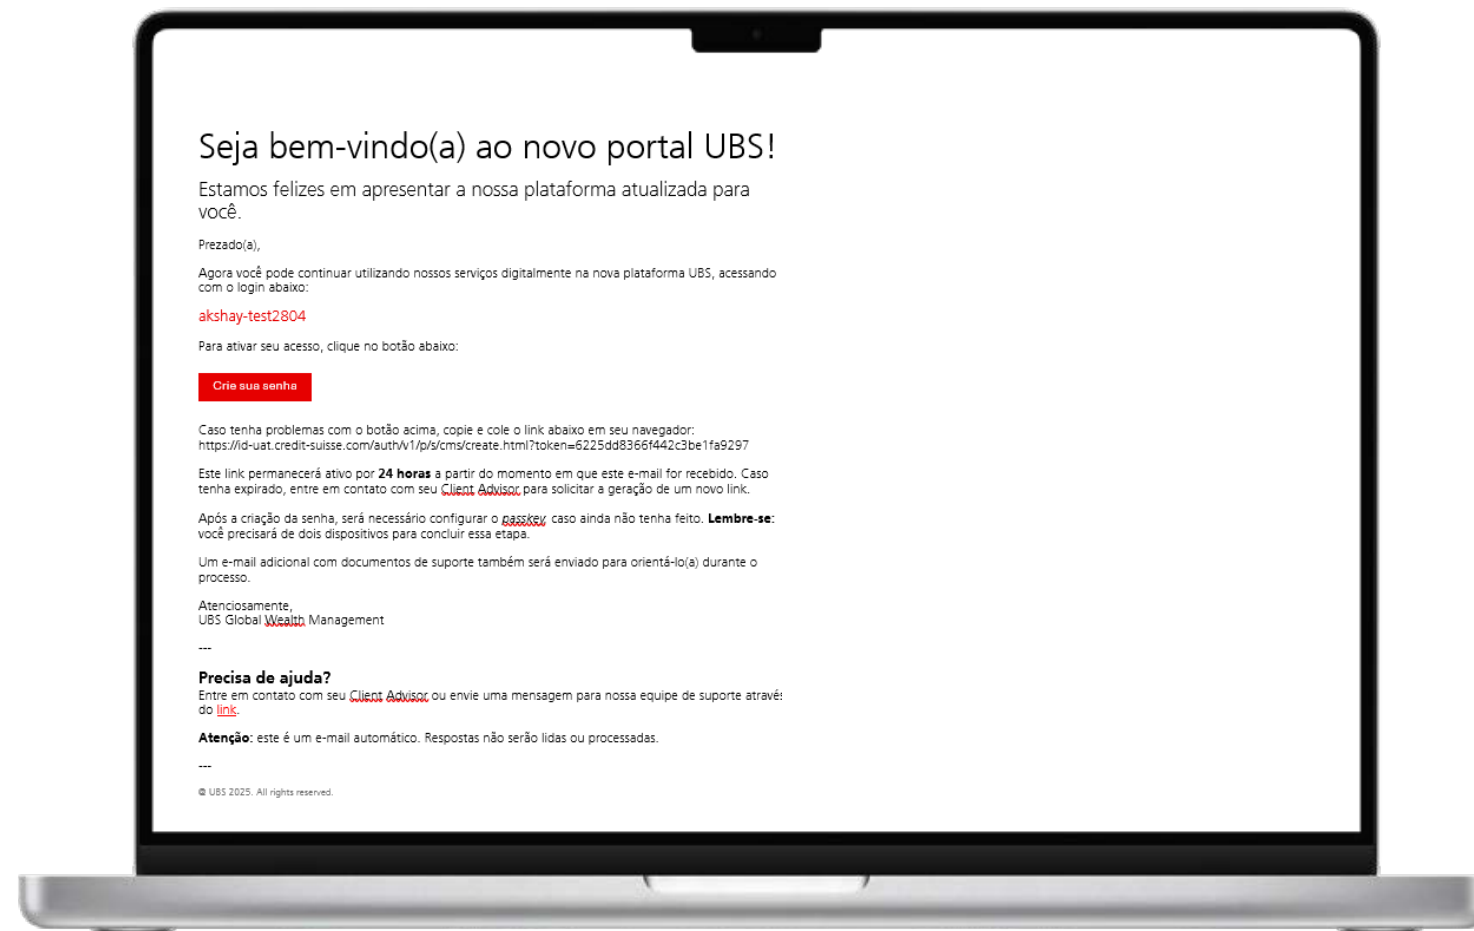 Seja bem-vindo(a) ao novo portal UBS!
Estamos felizes em apresentar a nossa plataforma atualizada para
você.
Prezado(a),
Agora você pode continuar utilizando nossos serviços digitalmente na nova plataforma UBS, acessando
com o login abaixo:
akshay-test2804
Para ativar seu acesso, clique no botão abaixo:
Crie sua senha
Caso tenha problemas com o botão acima, copie e cole o link abaixo em seu navegador:
https://id-uat.credit-suisse.com/auth/v1/p/s/cms/create.html?token=6225dd8366f442c3be1fa9297
Este link permanecerá ativo por 24 horas a partir do momento em que este e-mail for recebido. Caso
tenha expirado, entre em contato com seu Client Advisor para solicitar a geração de um novo link.
Após a criação da senha, será necessário configurar o passkey, caso ainda não tenha feito. Lembre-se:
você precisará de dois dispositivos para concluir essa etapa.
Um e-mail adicional com documentos de suporte também será enviado para orientá-lo(a) durante o
processo.
Atenciosamente,
UBS Global Wealth Management
---
Precisa de ajuda?
Entre em contato com seu Client Advisor ou envie uma mensagem para nossa equipe de suporte através
do link.
Atenção: este é um e-mail automático. Respostas não serão lidas ou processadas.
---
© UBS 2025. All rights reserved.